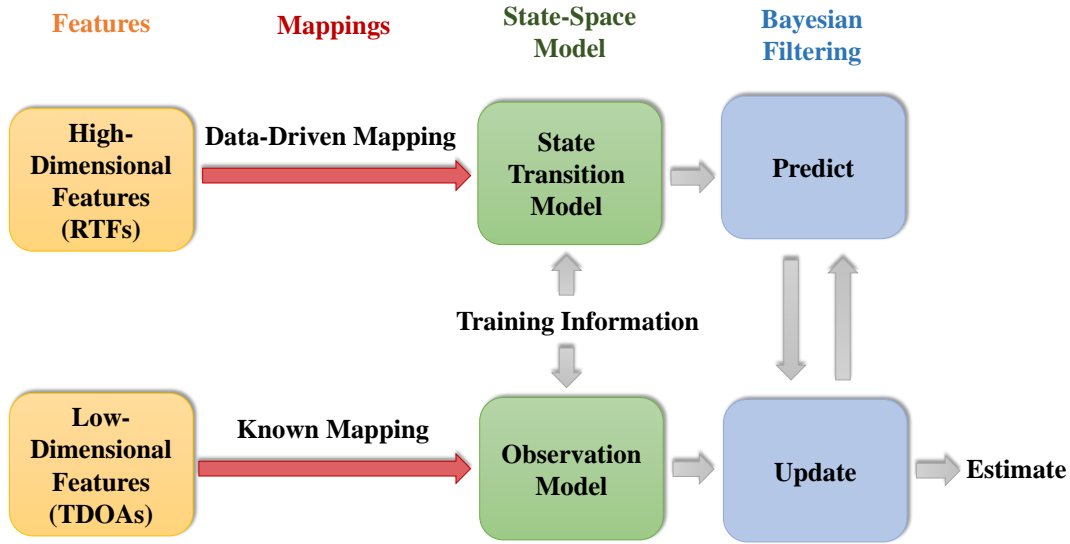 Features
Mappings
State-Space
Model
Bayesian
Filtering
High-
Dimensional
Features
(RTFs)
Data-Driven Mapping
State
Transition
Model
Predict
Training Information
Low-
Dimensional
Features
(TDOAs)
Known Mapping
Observation
Model
Update
Estimate